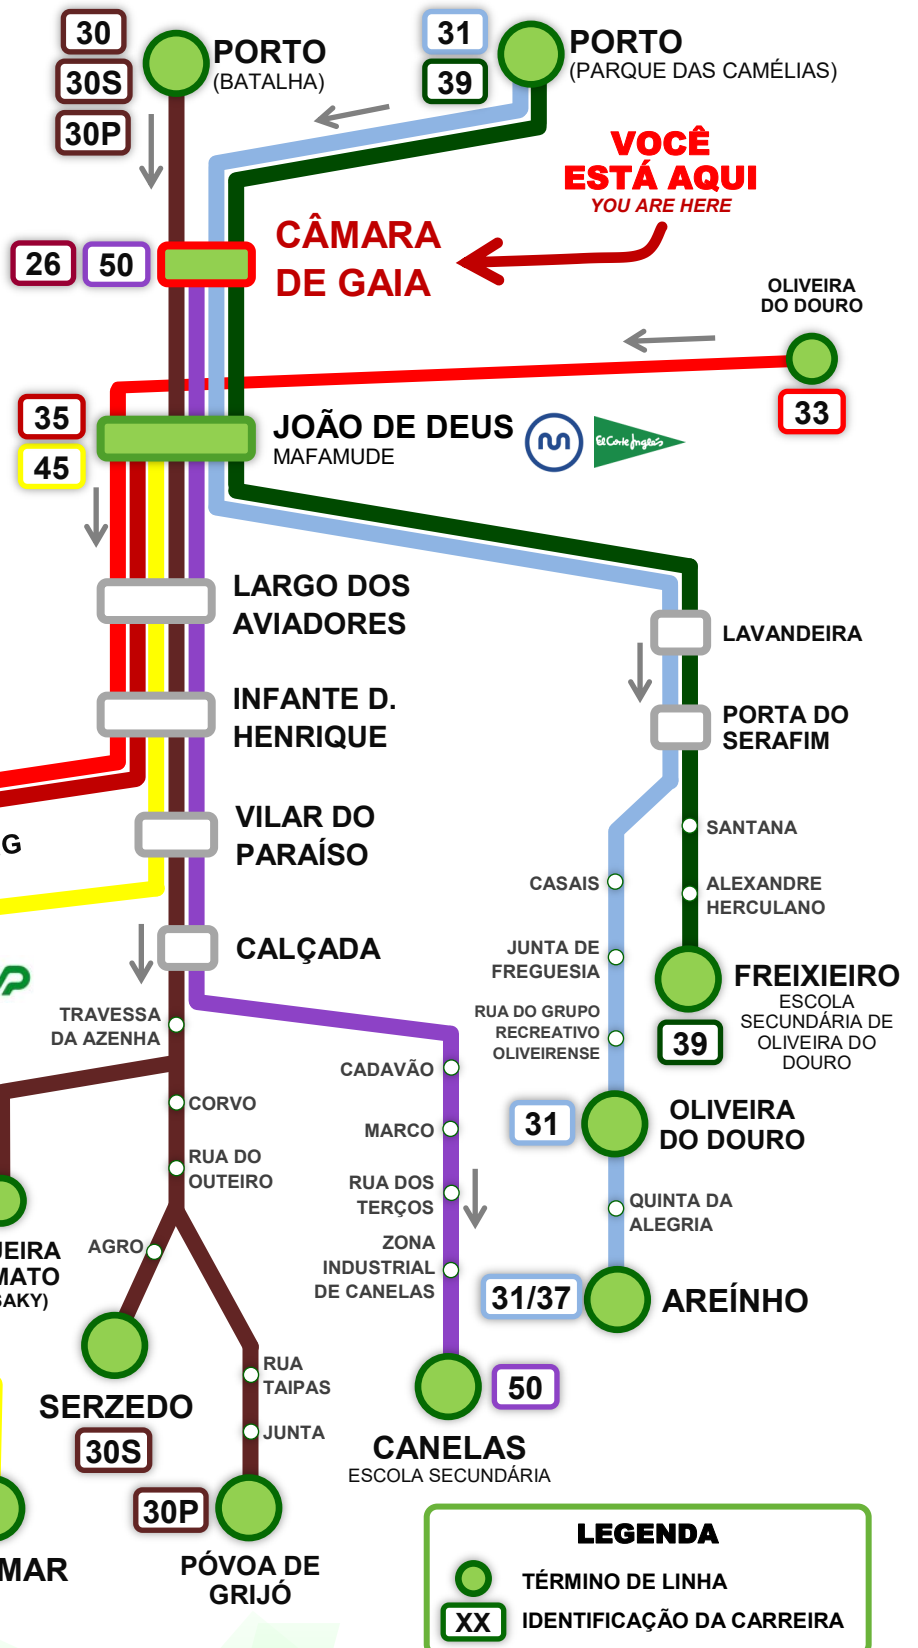 30
30S
30P
PORTO
(BATALHA)
31
39
PORTO
(PARQUE DAS CAMÉLIAS)
VOCÊ
ESTÁ AQUI
YOU ARE HERE
26
50
CÂMARA
DE GAIA
OLIVEIRA
DO DOURO
33
35
45
JOÃO DE DEUS
MAFAMUDE
El Corte Inglés
LARGO DOS
AVIADORES
LAVANDEIRA
INFANTE D.
HENRIQUE
PORTA DO
SERAFIM
VILAR DO
PARAÍSO
G
SANTANA
CASAIS
ALEXANDRE
HERCULANO
CALÇADA
JUNTA DE
FREGUESIA
FREIXIEIRO
ESCOLA
SECUNDÁRIA DE
OLIVEIRA DO
DOURO
39
TRAVESSA
DA AZENHA
RUA DO GRUPO
RECREATIVO
OLIVEIRENSE
CADAVÃO
CORVO
MARCO
31
OLIVEIRA
DO DOURO
RUA DO
OUTEIRO
RUA DOS
TERÇOS
QUINTA DA
ALEGRIA
AGRO
ZONA
INDUSTRIAL
DE CANELAS
UEIRA
MATO
SAKY)
31/37
AREÍNHO
SERZEDO
30S
RUA
TAIPAS
JUNTA
50
CANELAS
ESCOLA SECUNDÁRIA
30P
PÓVOA DE
GRIJÓ
MAR
LEGENDA
TÉRMINO DE LINHA
XX
IDENTIFICAÇÃO DA CARREIRA